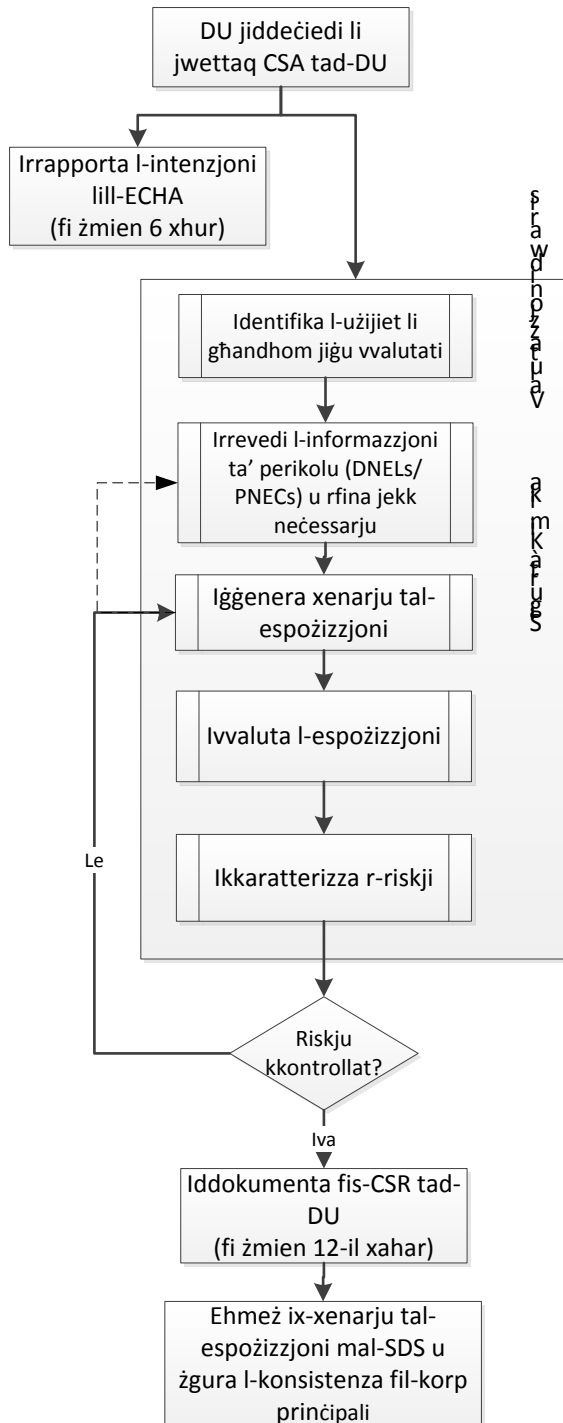 DU jiddeċiedi li
jwettaq CSA tad-DU
Irrapporta l-intenzjoni
lill-ECHA
(fi żmien 6 xhur)
Identifika l-użijiet li
għandhom jiġu vvalutati
Irrevedi l-informazzjoni
ta’ perikolu (DNELs/
PNECs) u rfina jekk
neċessarju
Iġġenera xenarju tal-
espożizzjoni
Ivvaluta l-espożizzjoni
Ikkaratterizza r-riskji
Le
Riskju
kkontrollat?
Iva
Iddokumenta fis-CSR tad-
DU
(fi żmien 12-il xahar)
Ehmeż ix-xenarju tal-
espożizzjoni mal-SDS u
żgura l-konsistenza fil-korp
prinċipali